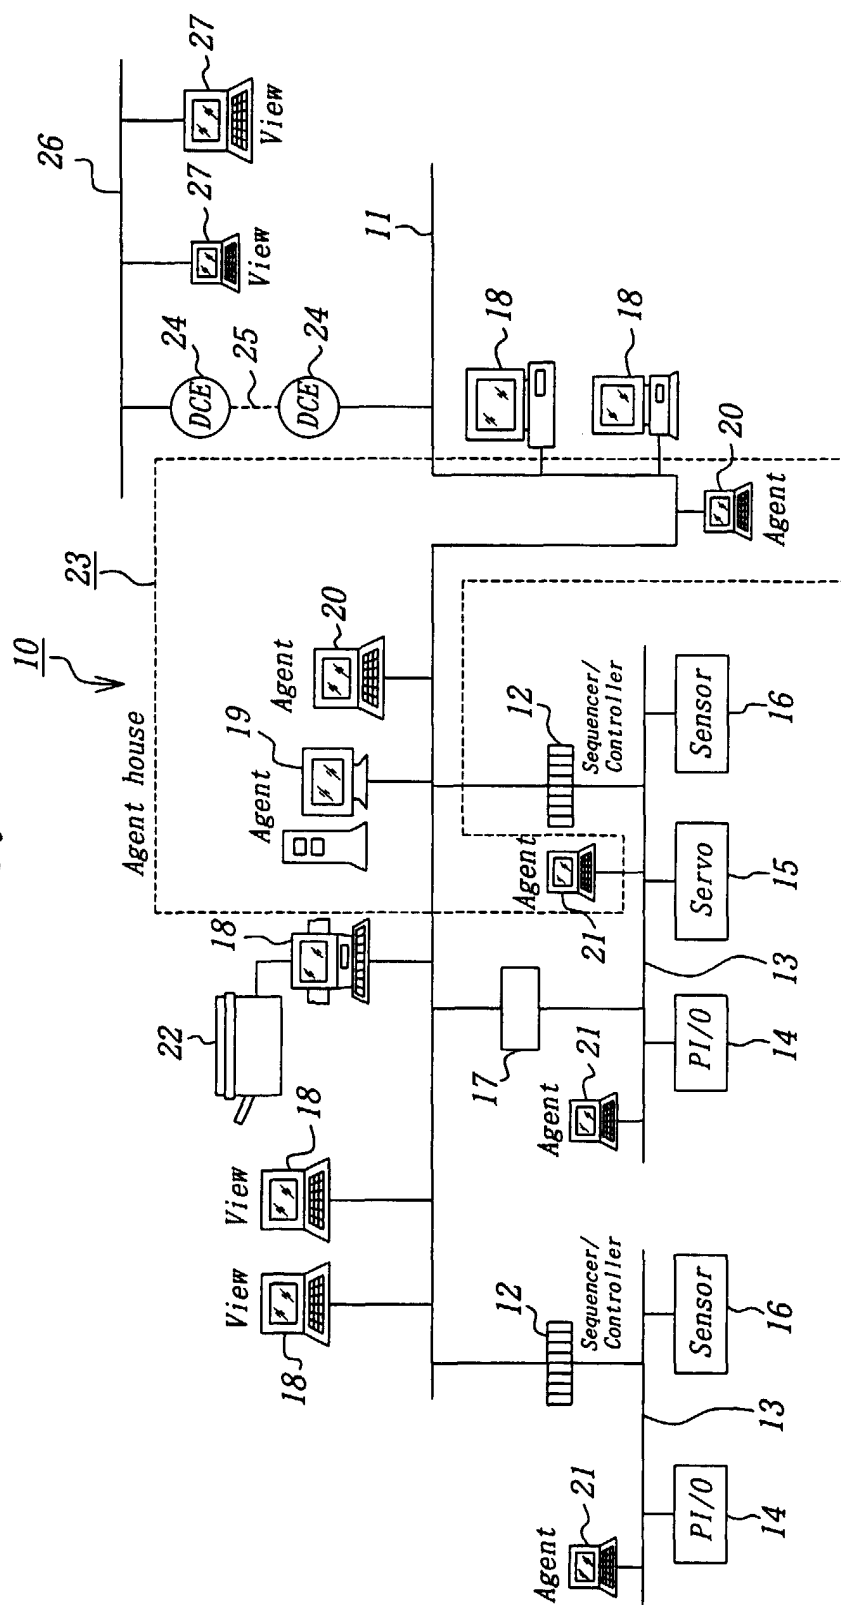 10
Agent house
23
26
27
27
View
View
24
25
24
DCE
DCE
11
22
18
Agent
19
Agent
20
View
18
View
18
18
18
20
Agent
12
Sequencer/
Controller
17
Agent
21
12
Sequencer/
Controller
Agent
21
Agent
21
PI/O
14
13
Sensor
16
PI/O
14
13
Servo
15
Sensor
16